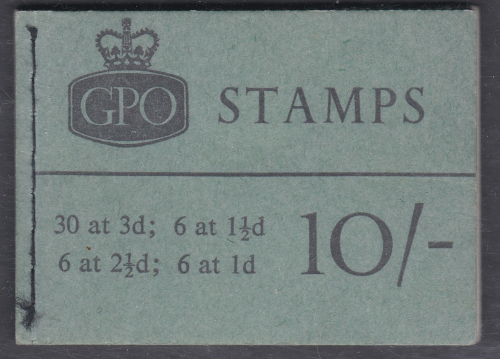 GPO
STAMPS
30 at 3d; 6 at 1½d
6 at 2½d; 6 at 1d
10/-